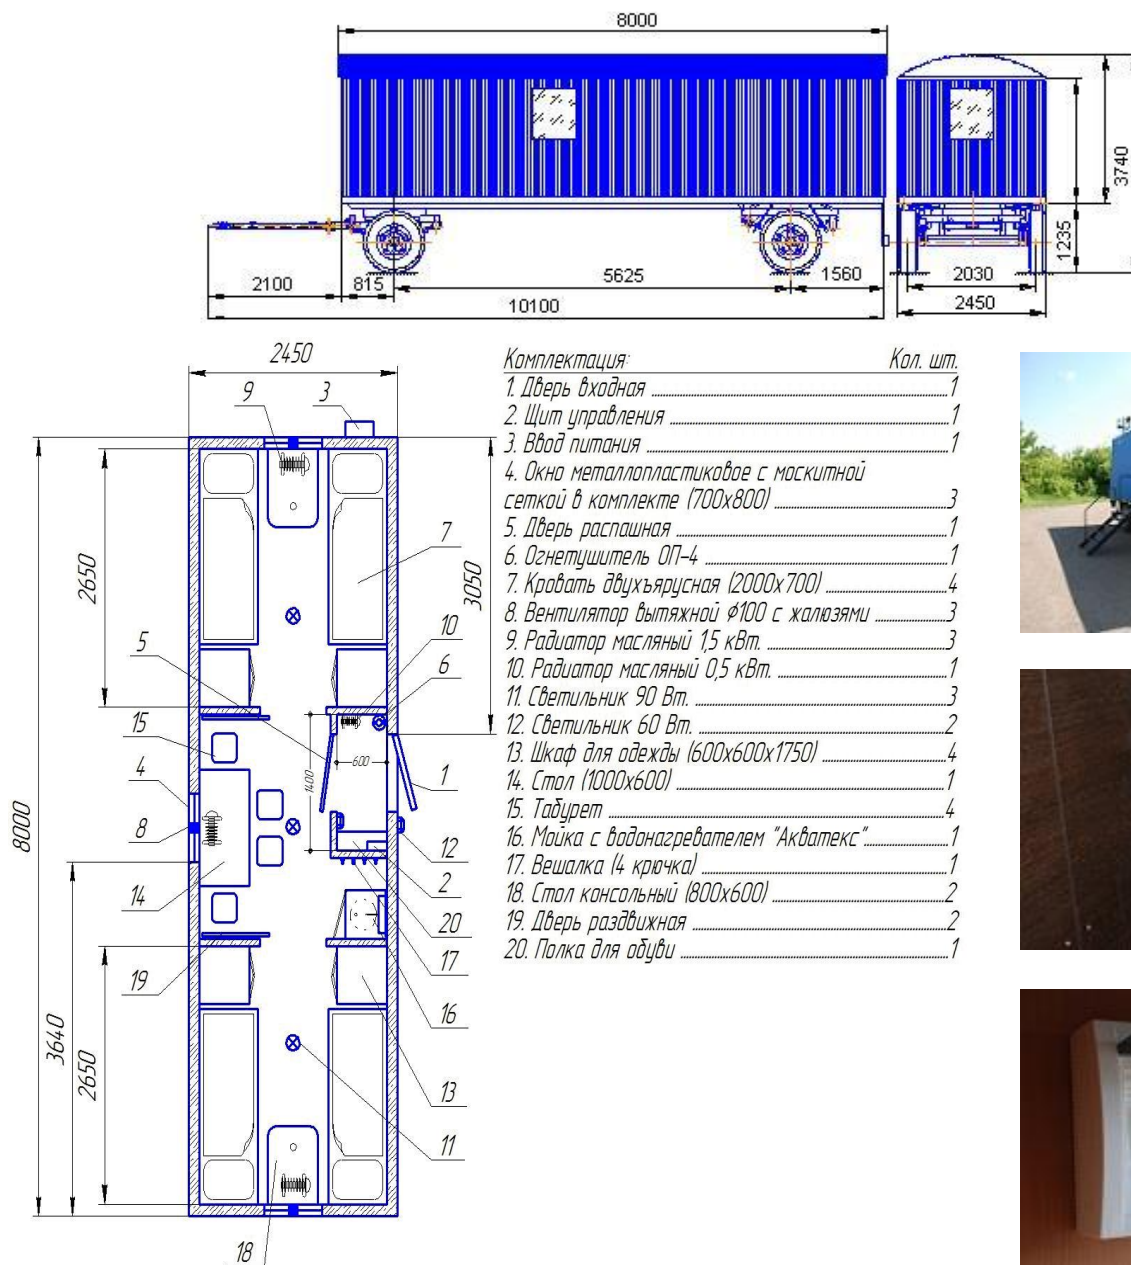 8000
3740
1235
2100
815
5625
1560
10100
2030
2450
2450
9
3
Комплектация: Кол. шт.
1. Дверь входная 1
2. Щит управления 1
3. Ввод питания 1
4. Окно металлопластиковое с москитной
сеткой в комплекте (700х800) 3
5. Дверь распашная 1
6. Огнетушитель ОП-4 1
7. Кровать двухъярусная (2000х700) 4
8. Вентилятор вытяжной ϕ100 с жалюзями 3
9. Радиатор масляный 1,5 кВт. 3
10. Радиатор масляный 0,5 кВт. 1
11. Светильник 90 Вт. 3
12. Светильник 60 Вт. 2
13. Шкаф для одежды (600х600х1750) 4
14. Стол (1000х600) 1
15. Табурет 4
16. Мойка с водонагревателем "Акватекс" 1
17. Вешалка (4 крючка) 1
18. Стол консольный (800х600) 2
19. Дверь раздвижная 2
20. Полка для обуви 1
7
2650
3050
10
5
6
15
600
1400
4
1
8000
8
12
14
2
20
17
19
16
3640
2650
13
11
18